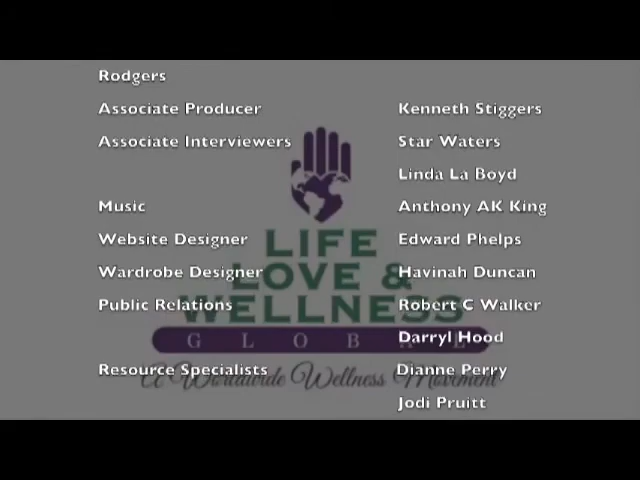 Rodgers
Associate Producer Kenneth Stiggers
Associate Interviewers Star Waters
Linda La Boyd
Music Anthony AK King
Website Designer Edward Phelps
Wardrobe Designer Havinah Duncan
Public Relations Robert C Walker
Darryl Hood
Resource Specialists Dianne Perry
Jodi Pruitt
LIFE
LOVE &
WELLNESS
GLOBAL
A Worldwide Wellness Movement